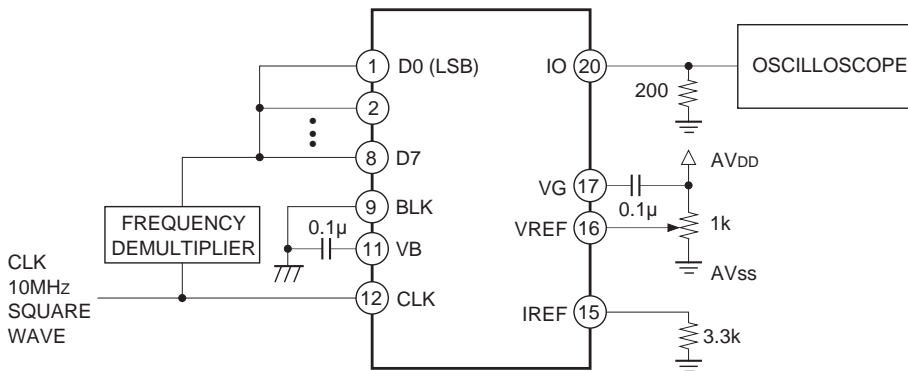 1 D0 (LSB)
2
8 D7
9 BLK
0.1μ
11 VB
12 CLK
FREQUENCY
DEMULTIPLIER
CLK
10MHz
SQUARE
WAVE
IO 20
OSCILLOSCOPE
200
AVDD
VG 17
0.1μ
1k
VREF 16
AVss
IREF 15
3.3k